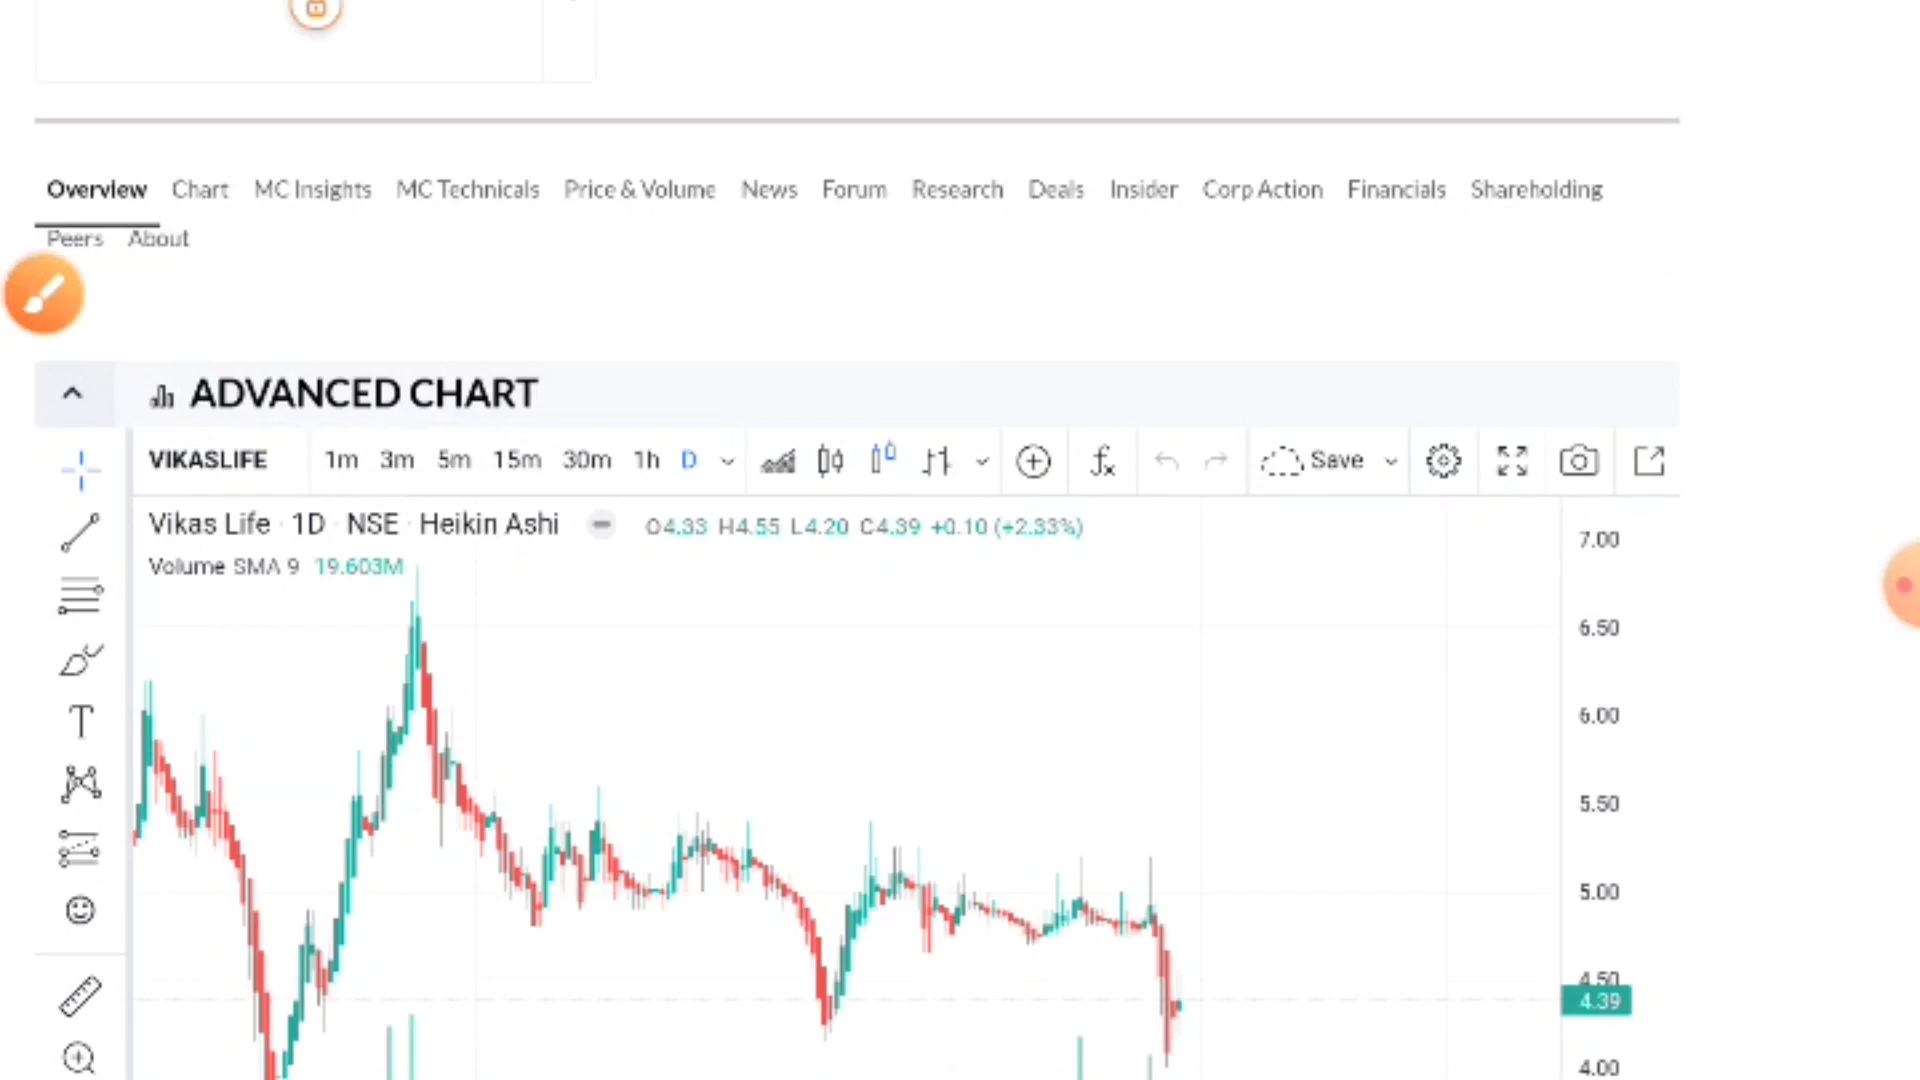 Overview Chart MC Insights MC Technicals Price & Volume News Forum Research Deals Insider Corp Action Financials Shareholding
Peers About
ADVANCED CHART
VIKASLIFE 1m 3m 5m 15m 30m 1h D Save
Vikas Life · 1D · NSE · Heikin Ashi O4.33 H4.55 L4.20 C4.39 +0.10 (+2.33%)
Volume SMA 9 19.603M
7.00
6.50
6.00
5.50
5.00
4.50
4.39
4.00